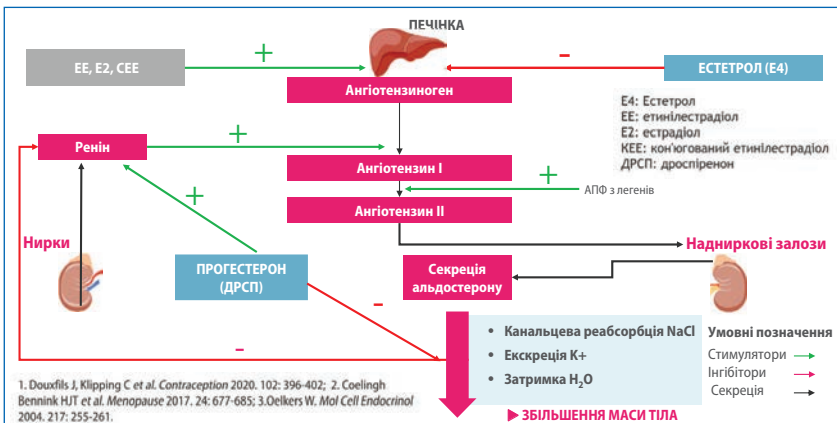 ПЕЧІНКА
ЕЕ, Е2, СЕЕ
+
-
ЕСТЕТРОЛ (Е4)
Ангіотензиноген
Е4: Естетрол
ЕЕ: етинілестрадіол
Е2: естрадіол
КЕЕ: кон'югований етинілестрадіол
ДРСП: дроспіренон
Ренін
+
Ангіотензин I
+
АПФ з легенів
Ангіотензин II
+
Нирки
ПРОГЕСТЕРОН
(ДРСП)
Надниркові залози
Секреція
альдостерону
-
-
• Канальцева реабсорбція NaCl
• Екскреція К+
• Затримка H₂O
▶ ЗБІЛЬШЕННЯ МАСИ ТІЛА
Умовні позначення
Стимулятори
Інгібітори
Секреція
1. Douxfils J, Klipping C et al. Contraception 2020. 102: 396-402; 2. Coelingh
Bennink HJT et al. Menopause 2017. 24: 677-685; 3.Oelkers W. Mol Cell Endocrinol
2004. 217: 255-261.